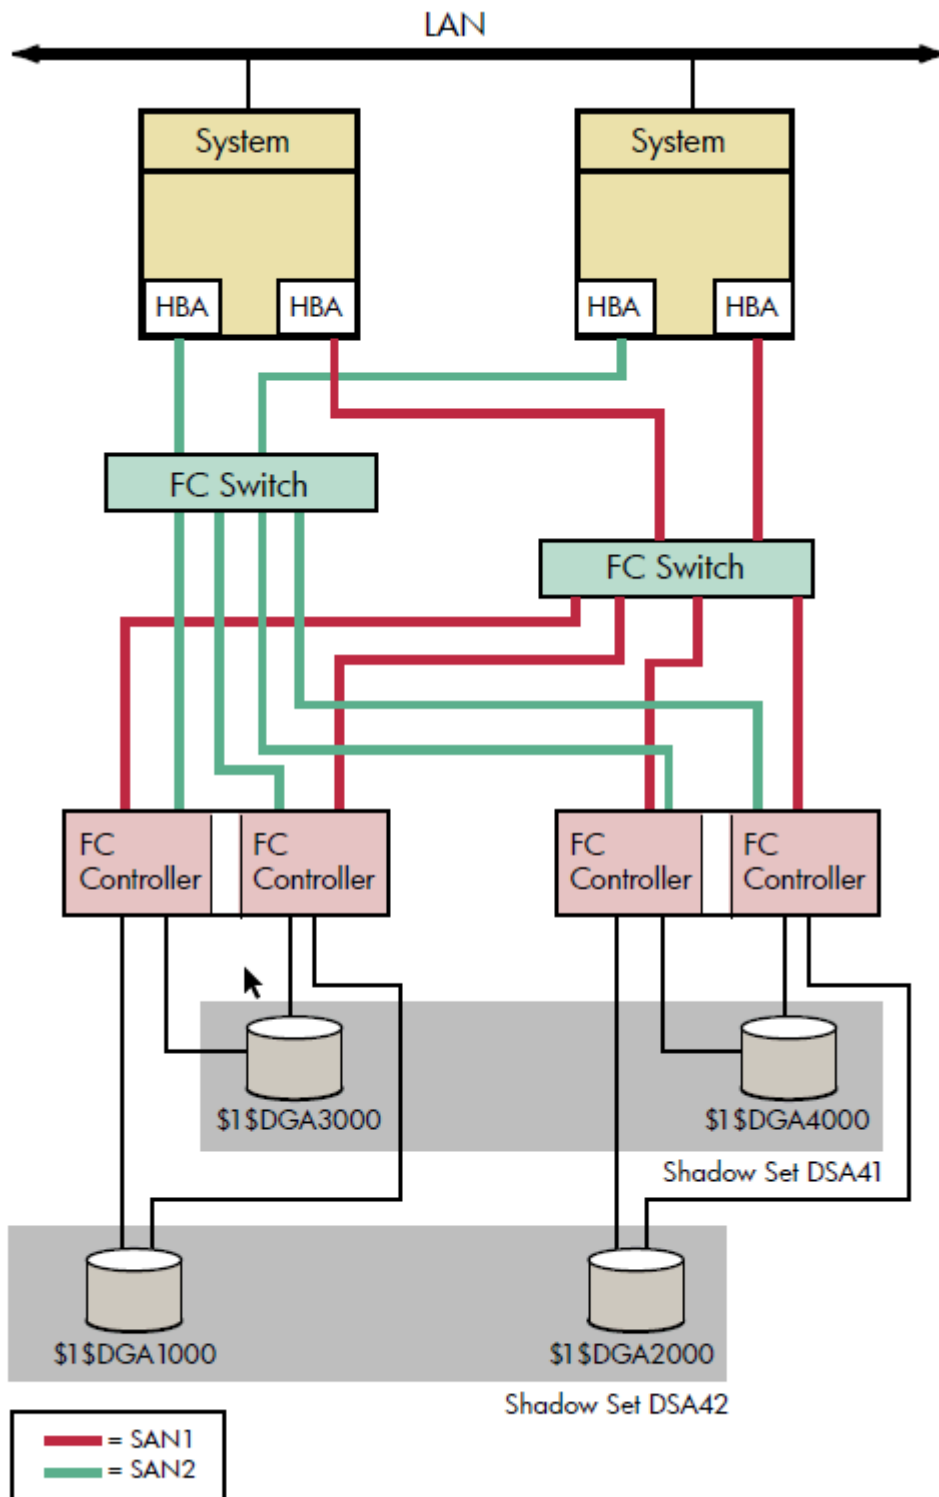 LAN
System
System
HBA
HBA
HBA
HBA
FC Switch
FC Switch
FC
Controller
FC
Controller
FC
Controller
FC
Controller
$1$DGA3000
$1$DGA4000
Shadow Set DSA41
$1$DGA1000
$1$DGA2000
Shadow Set DSA42
= SAN1
= SAN2